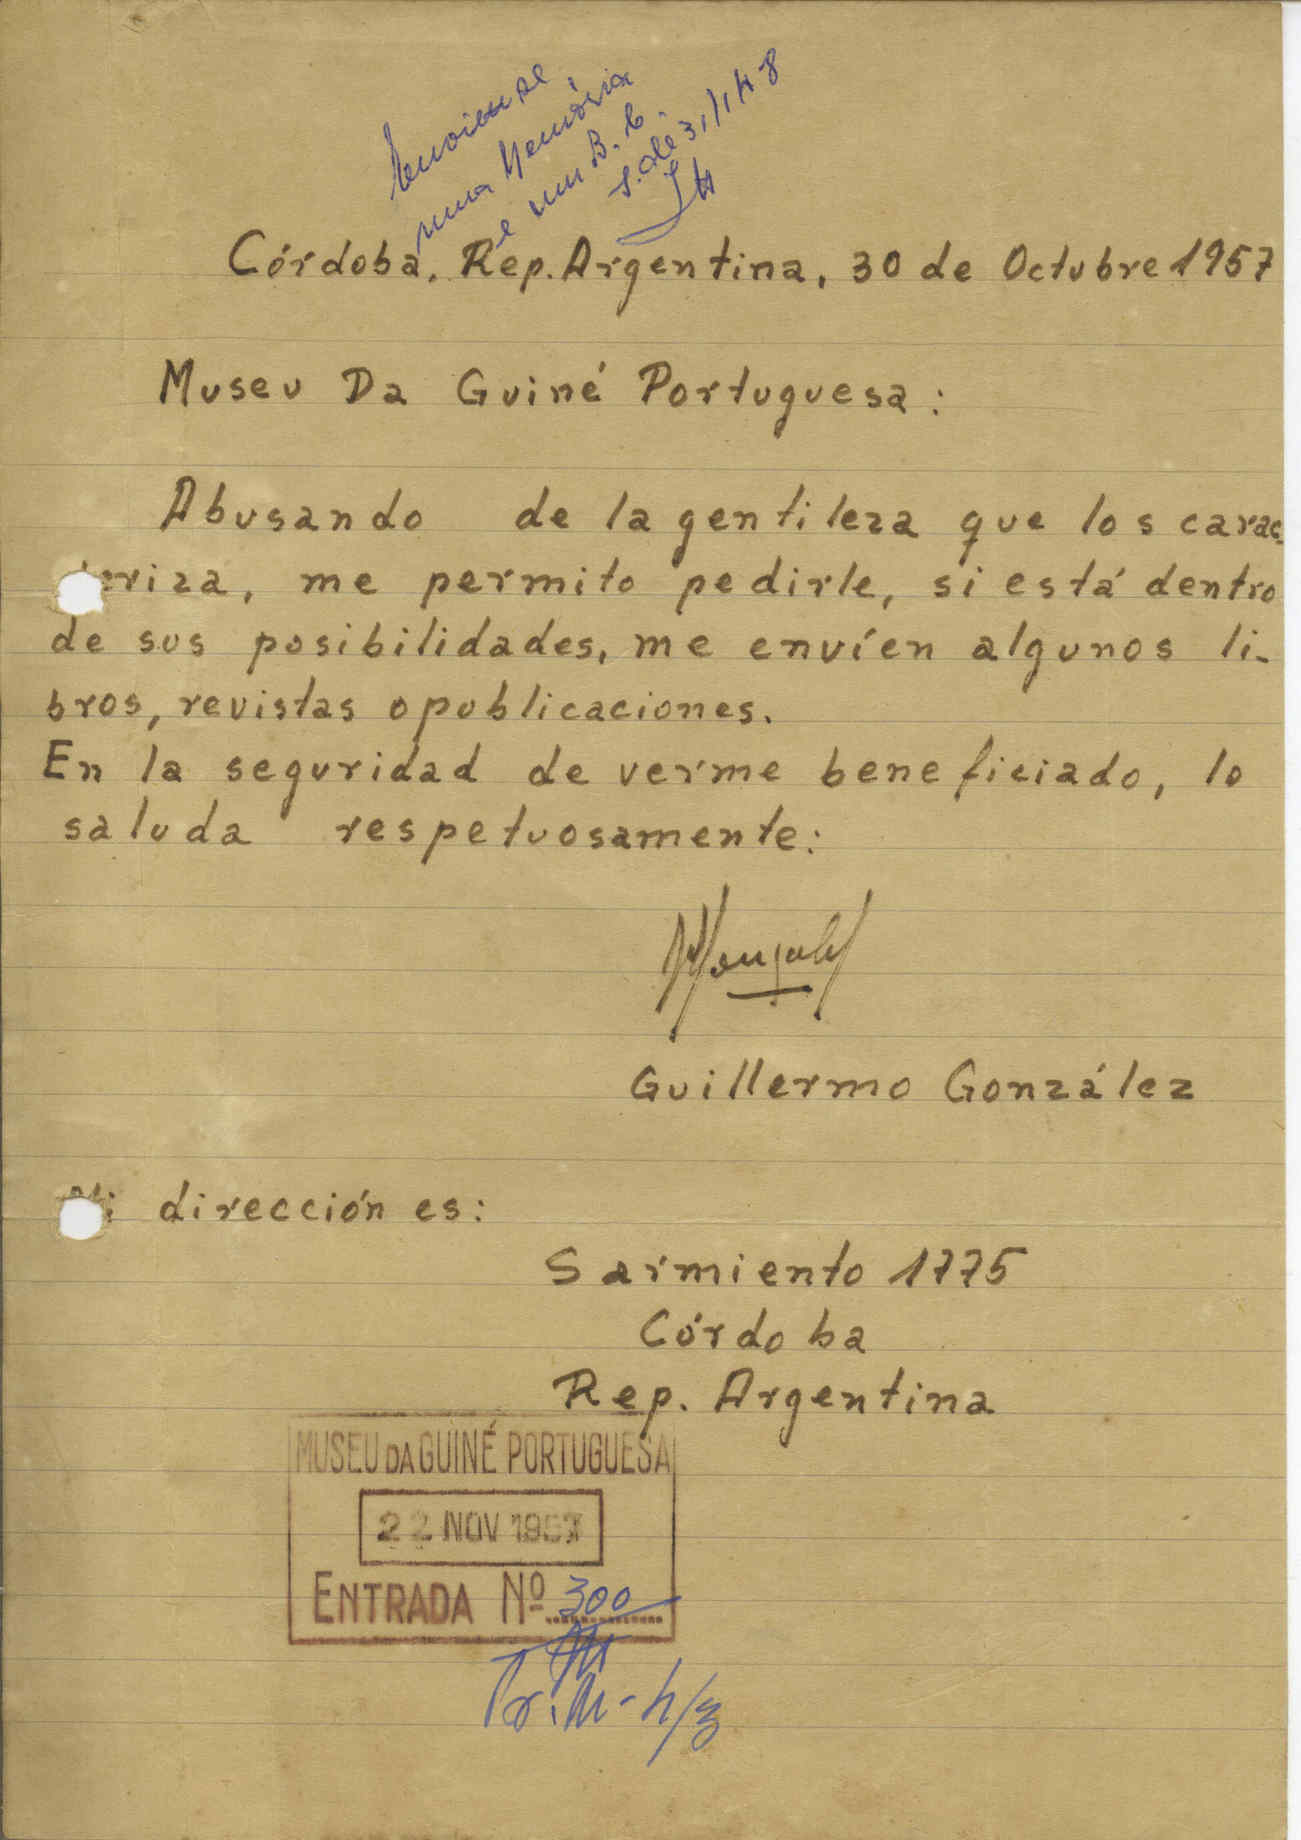 uma Memória
e um B. C.
Córdoba, Rep. Argentina, 30 de Octubre 1957
Museu Da Guiné Portuguesa:
Abusando de la gentileza que los carac-
teriza, me permito pedirle, si está dentro
de sus posibilidades, me envíen algunos li-
bros, revistas o publicaciones.
En la seguridad de verme beneficiado, lo
saluda respetuosamente:
Guillermo González
Mi dirección es:
Sarmiento 1775
Córdoba
Rep. Argentina
MUSEU DA GUINÉ PORTUGUESA
22 NOV 1957
ENTRADA Nº 300